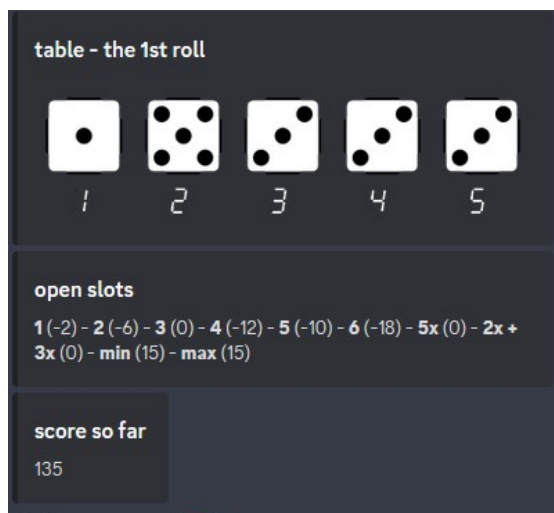 table - the 1st roll
1 2 3 4 5
open slots
1 (-2) - 2 (-6) - 3 (0) - 4 (-12) - 5 (-10) - 6 (-18) - 5x (0) - 2x +
3x (0) - min (15) - max (15)
score so far
135